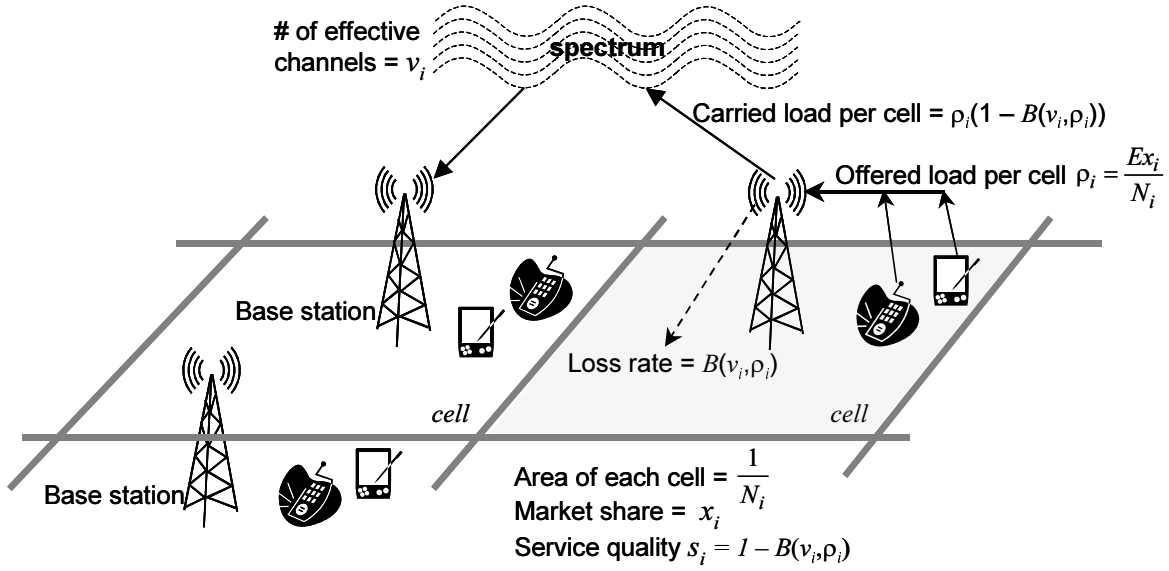 # of effective
channels = vᵢ
spectrum
Carried load per cell = ρᵢ(1 – B(vᵢ,ρᵢ))
Offered load per cell ρᵢ = Exᵢ / Nᵢ
Base station
Loss rate = B(vᵢ,ρᵢ)
cell
cell
Base station
Area of each cell = 1 / Nᵢ
Market share = xᵢ
Service quality sᵢ = 1 – B(vᵢ,ρᵢ)